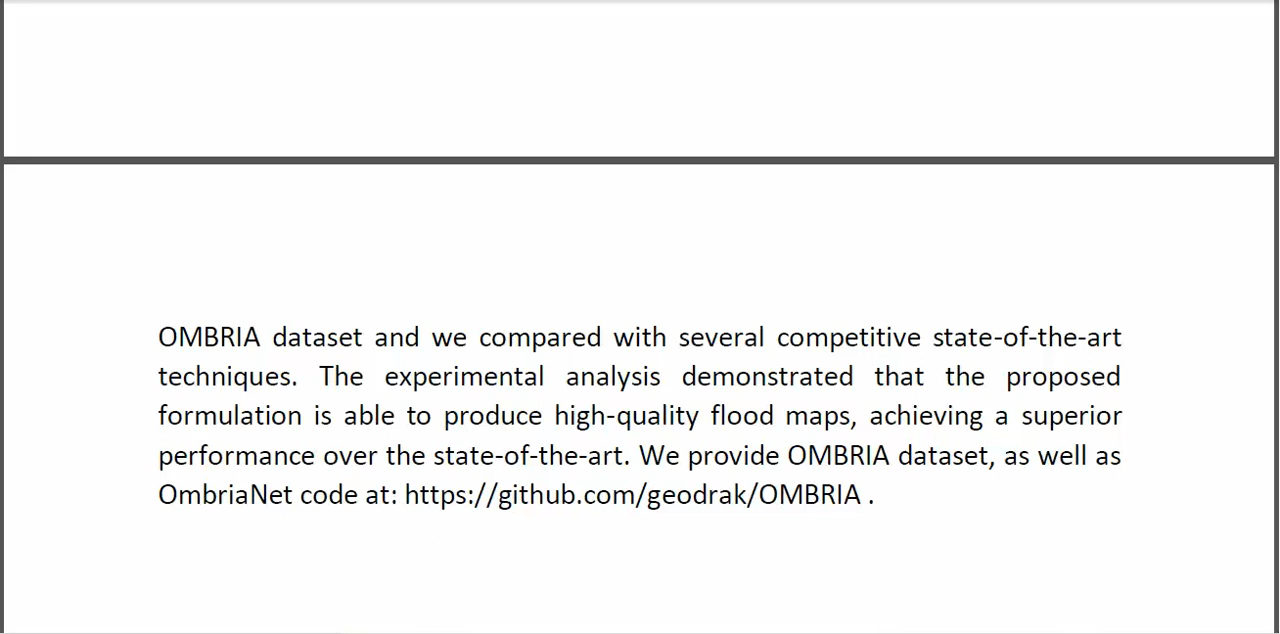 OMBRIA dataset and we compared with several competitive state-of-the-art
techniques. The experimental analysis demonstrated that the proposed
formulation is able to produce high-quality flood maps, achieving a superior
performance over the state-of-the-art. We provide OMBRIA dataset, as well as
OmbriaNet code at: https://github.com/geodrak/OMBRIA .